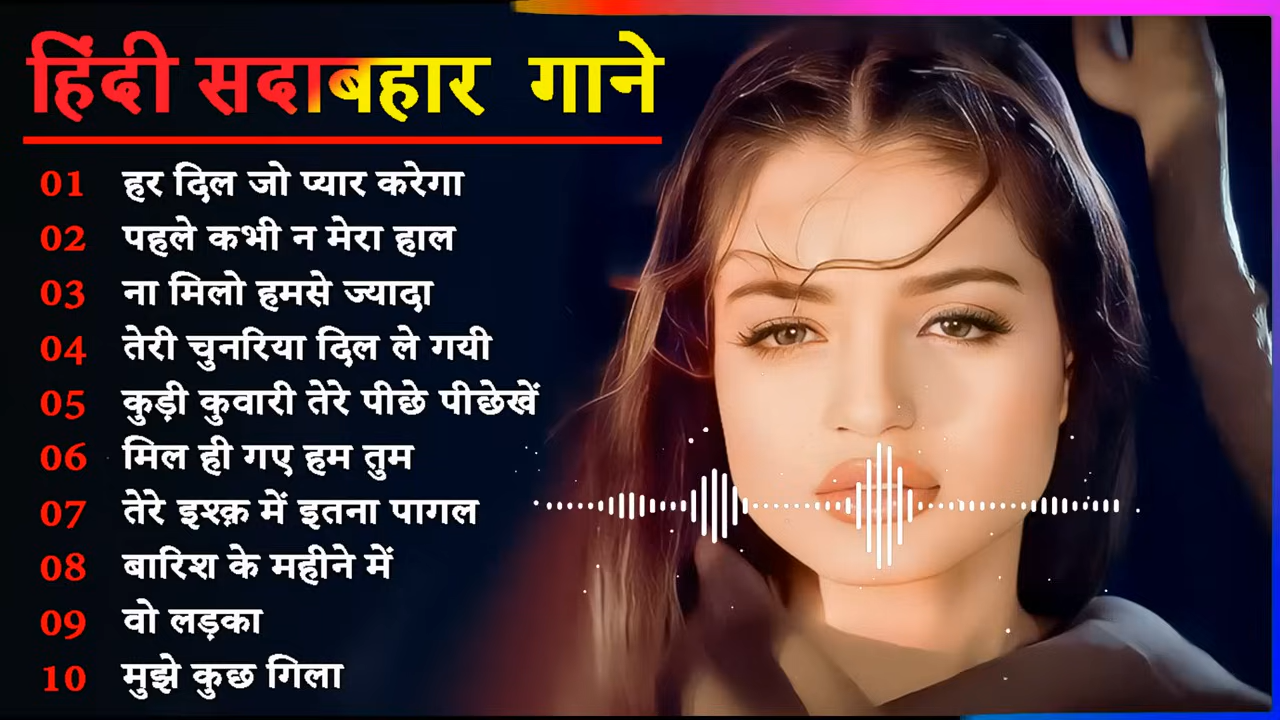 हिंदी सदाबहार गाने
01 हर दिल जो प्यार करेगा
02 पहले कभी न मेरा हाल
03 ना मिलो हमसे ज्यादा
04 तेरी चुनरिया दिल ले गयी
05 कुड़ी कुवारी तेरे पीछे पीछेखें
06 मिल ही गए हम तुम
07 तेरे इश्क़ में इतना पागल
08 बारिश के महीने में
09 वो लड़का
10 मुझे कुछ गिला